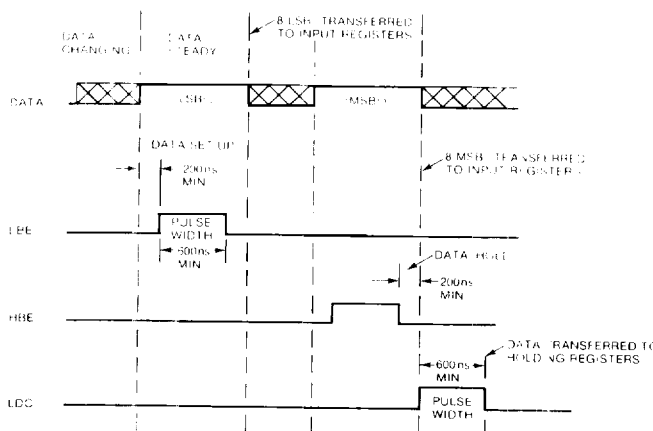 DATA
CHANGING
DATA
STEADY
8 LSB TRANSFERRED
TO INPUT REGISTERS
DATA
(LSB)
(MSB)
DATA SET UP
200ns
MIN
8 MSB TRANSFERRED
TO INPUT REGISTERS
LBE
PULSE
WIDTH
600ns
MIN
DATA HOLD
200ns
MIN
HBE
DATA TRANSFERRED TO
HOLDING REGISTERS
600ns
MIN
LDC
PULSE
WIDTH